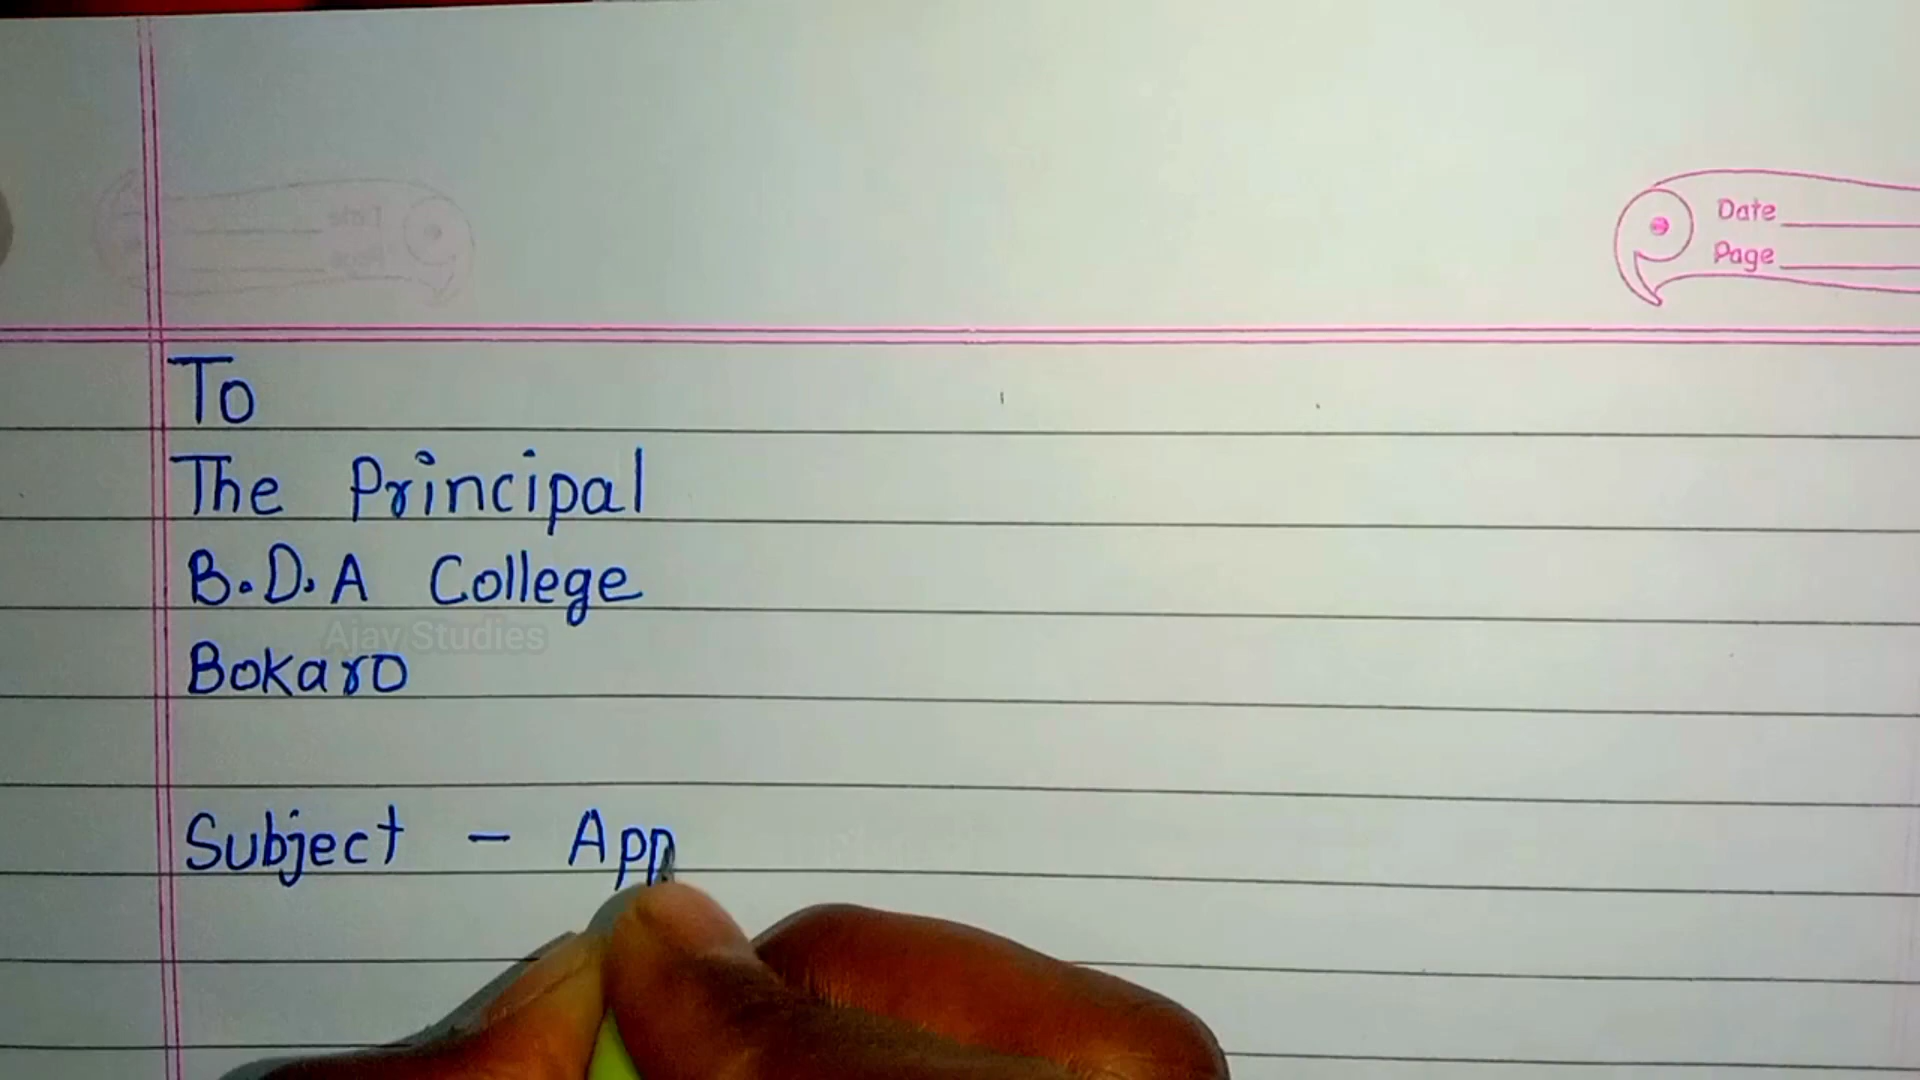 Date
Page
To
The Principal
B.D.A College
Ajay Studies
Bokaro
Subject - App